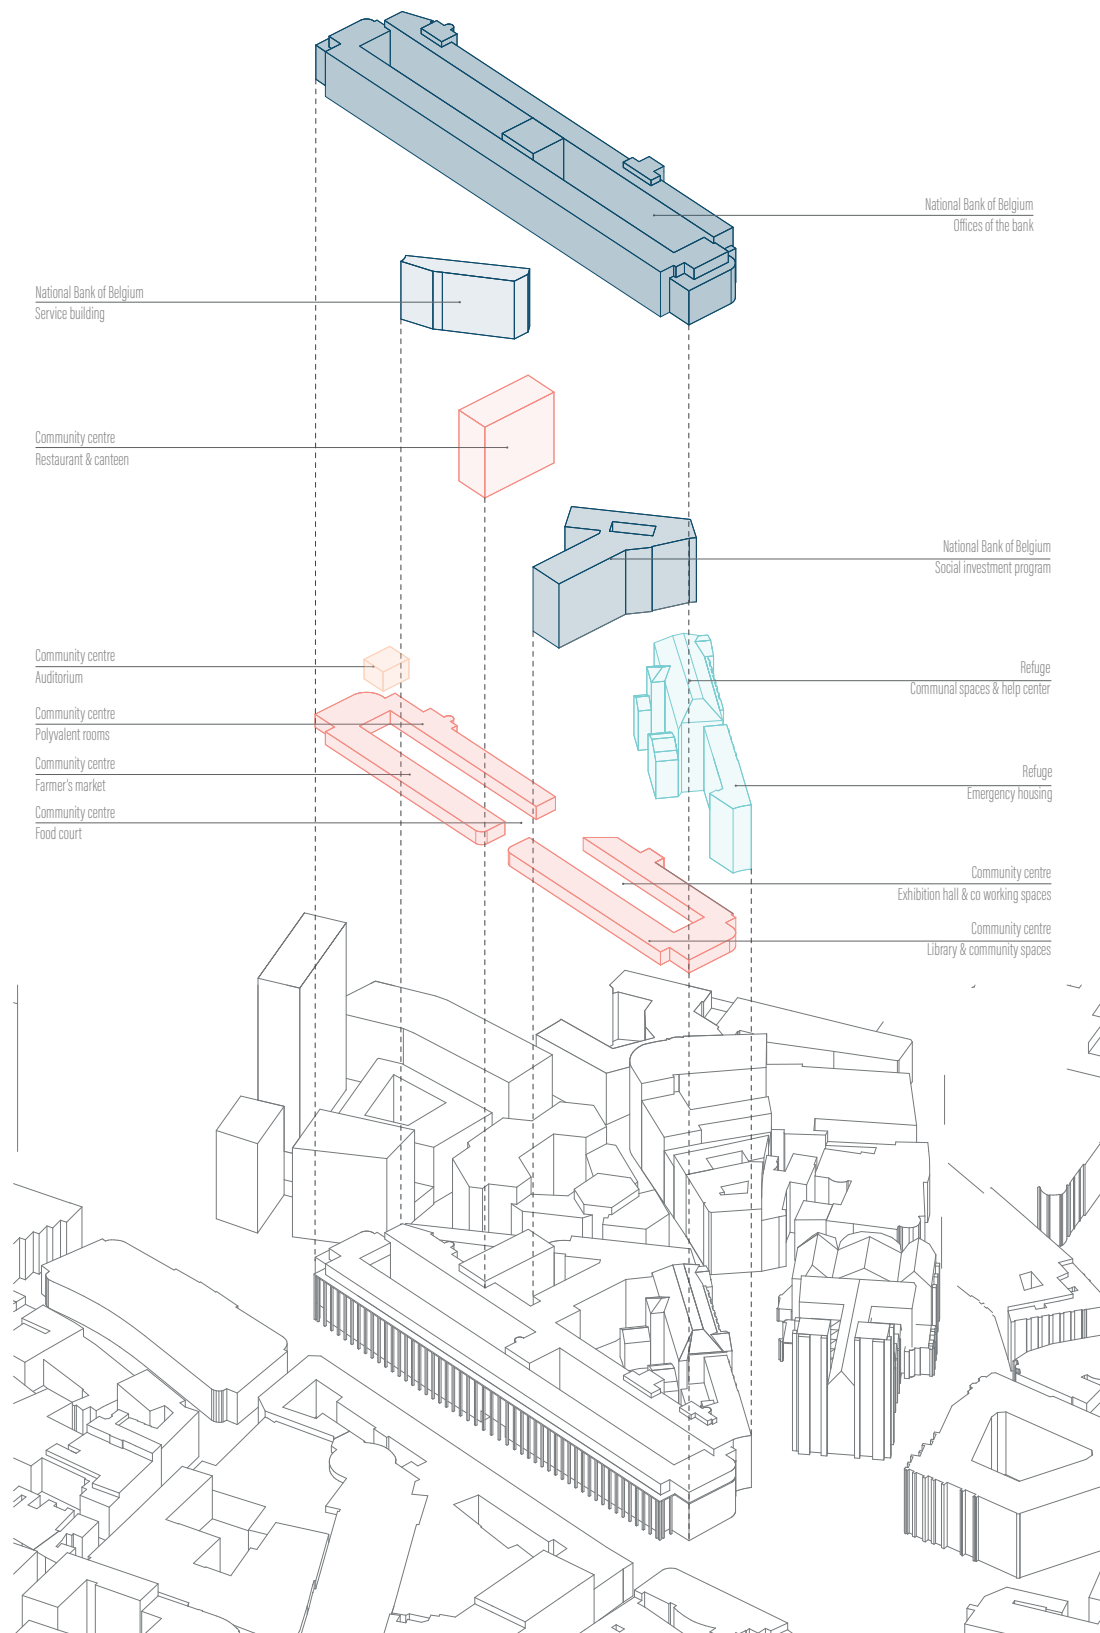 National Bank of Belgium
Offices of the bank
National Bank of Belgium
Service building
Community centre
Restaurant & canteen
National Bank of Belgium
Social investment program
Community centre
Auditorium
Refuge
Communal spaces & help center
Community centre
Polyvalent rooms
Community centre
Farmer's market
Refuge
Emergency housing
Community centre
Food court
Community centre
Exhibition hall & co working spaces
Community centre
Library & community spaces